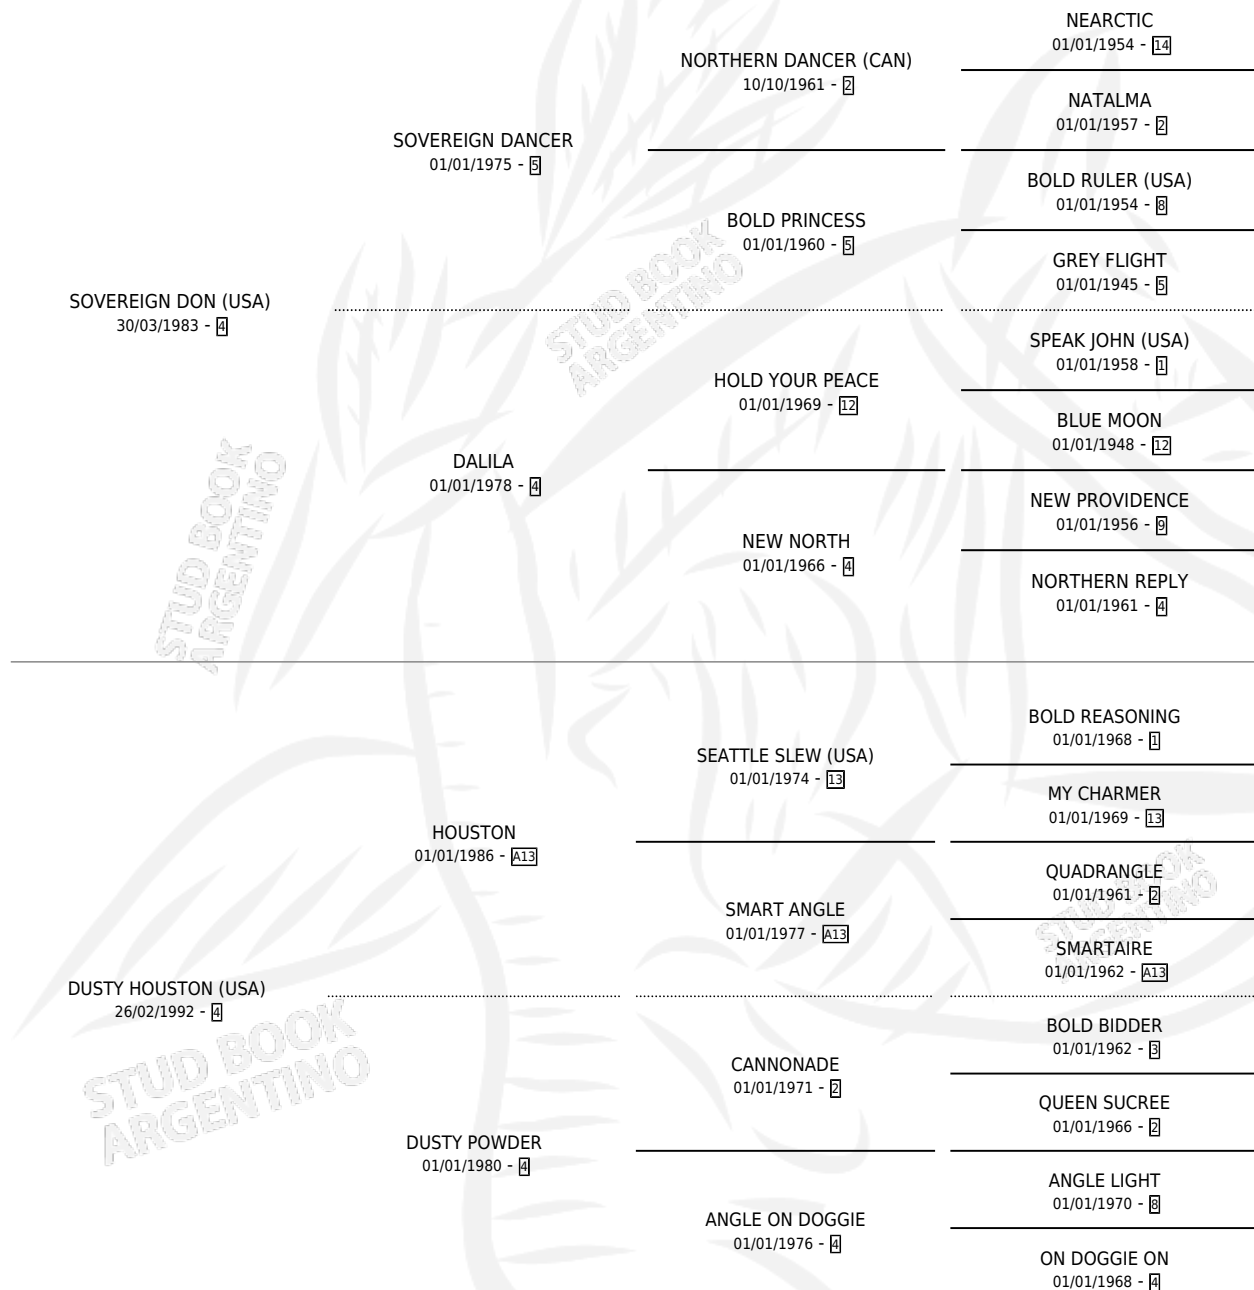 NEARCTIC
01/01/1954 - 14
NORTHERN DANCER (CAN)
10/10/1961 - 2
NATALMA
01/01/1957 - 2
SOVEREIGN DANCER
01/01/1975 - 5
BOLD RULER (USA)
01/01/1954 - 8
BOLD PRINCESS
01/01/1960 - 5
GREY FLIGHT
01/01/1945 - 5
SOVEREIGN DON (USA)
30/03/1983 - 4
STUD BOOK
ARGENTINO
SPEAK JOHN (USA)
01/01/1958 - 1
HOLD YOUR PEACE
01/01/1969 - 12
BLUE MOON
01/01/1948 - 12
DALILA
01/01/1978 - 4
NEW PROVIDENCE
01/01/1956 - 9
NEW NORTH
01/01/1966 - 4
NORTHERN REPLY
01/01/1961 - 4
STUD BOOK
ARGENTINO
BOLD REASONING
01/01/1968 - 1
SEATTLE SLEW (USA)
01/01/1974 - 13
MY CHARMER
01/01/1969 - 13
HOUSTON
01/01/1986 - A13
QUADRANGLE
01/01/1961 - 2
SMART ANGLE
01/01/1977 - A13
STUD BOOK
ARGENTINO
SMARTAIRE
01/01/1962 - A13
DUSTY HOUSTON (USA)
26/02/1992 - 4
BOLD BIDDER
01/01/1962 - 3
CANNONADE
01/01/1971 - 2
STUD BOOK
ARGENTINO
QUEEN SUCREE
01/01/1966 - 2
DUSTY POWDER
01/01/1980 - 4
ANGLE LIGHT
01/01/1970 - 8
ANGLE ON DOGGIE
01/01/1976 - 4
ON DOGGIE ON
01/01/1968 - 4